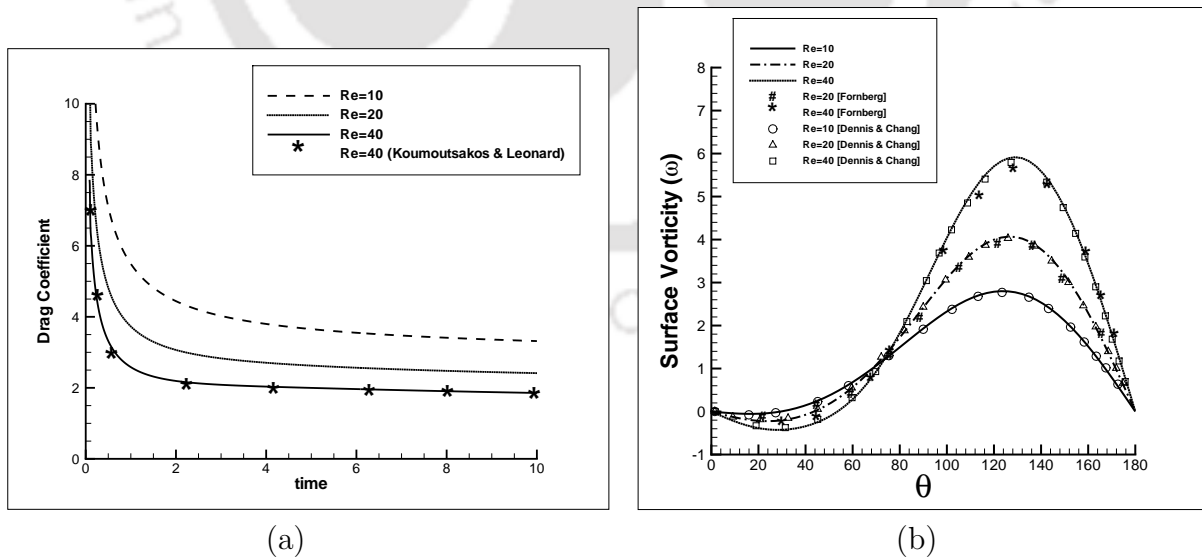 Re=10
Re=20
Re=40
* Re=40 (Koumoutsakos & Leonard)
Drag Coefficient
10
8
6
4
2
0
0 2 4 6 8 10
time
(a)
Re=10
Re=20
Re=40
# Re=20 [Fornberg]
* Re=40 [Fornberg]
Re=10 [Dennis & Chang]
Re=20 [Dennis & Chang]
Re=40 [Dennis & Chang]
Surface Vorticity (ω)
8
7
6
5
4
3
2
1
0
-1
0 20 40 60 80 100 120 140 160 180
θ
(b)